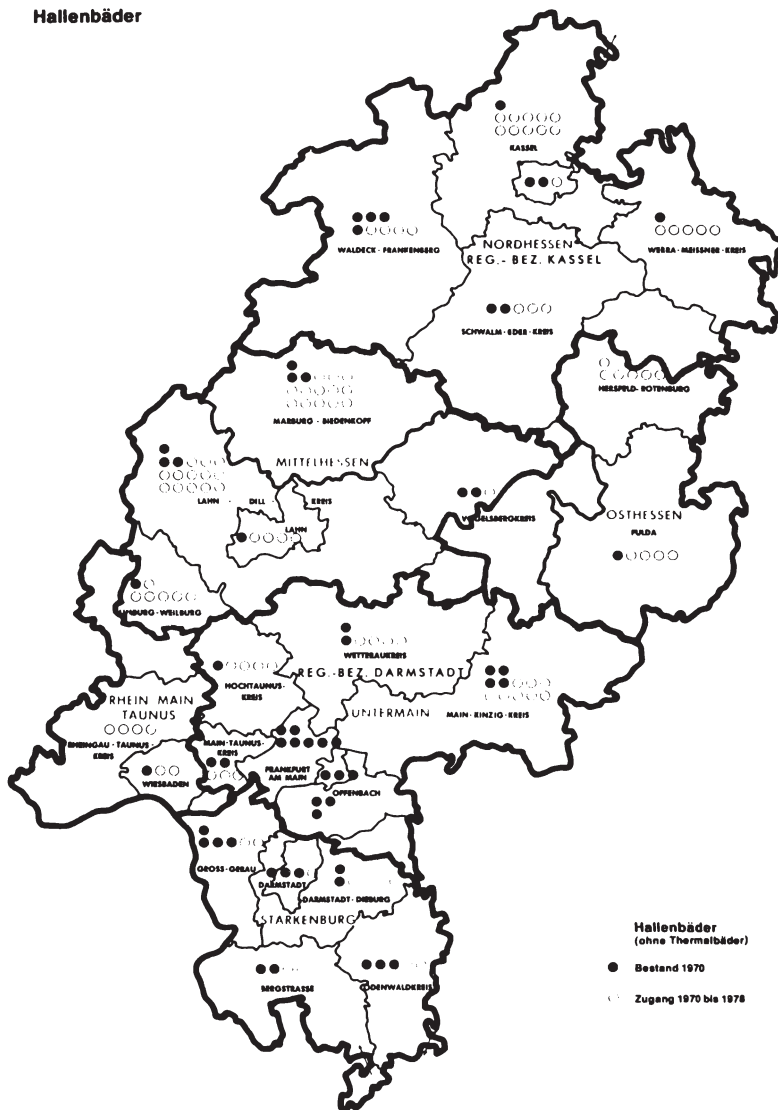 Hallenbäder
KASSEL
WALDECK - FRANKENBERG
NORDHESSEN
REG.- BEZ. KASSEL
WERRA - MEISSNER - KREIS
SCHWALM - EDER - KREIS
HERSFELD - ROTENBURG
MARBURG - BIEDENKOPF
MITTELHESSEN
LAHN - DILL KREIS
LAHN
VOGELSBERGKREIS
OSTHESSEN
FULDA
LIMBURG - WEILBURG
WETTERAUKREIS
REG.- BEZ. DARMSTADT
HOCHTAUNUS-
KREIS
RHEIN MAIN
TAUNUS
UNTERMAIN
MAIN - KINZIG - KREIS
RHEINGAU - TAUNUS -
KREIS
MAIN - TAUNUS-
KREIS
FRANKFURT
AM MAIN
WIESBADEN
OFFENBACH
GROSS - GERAU
DARMSTADT
DARMSTADT - DIEBURG
STARKENBURG
BERGSTRASSE
ODENWALDKREIS
Hallenbäder
(ohne Thermalbäder)
Bestand 1970
Zugang 1970 bis 1978